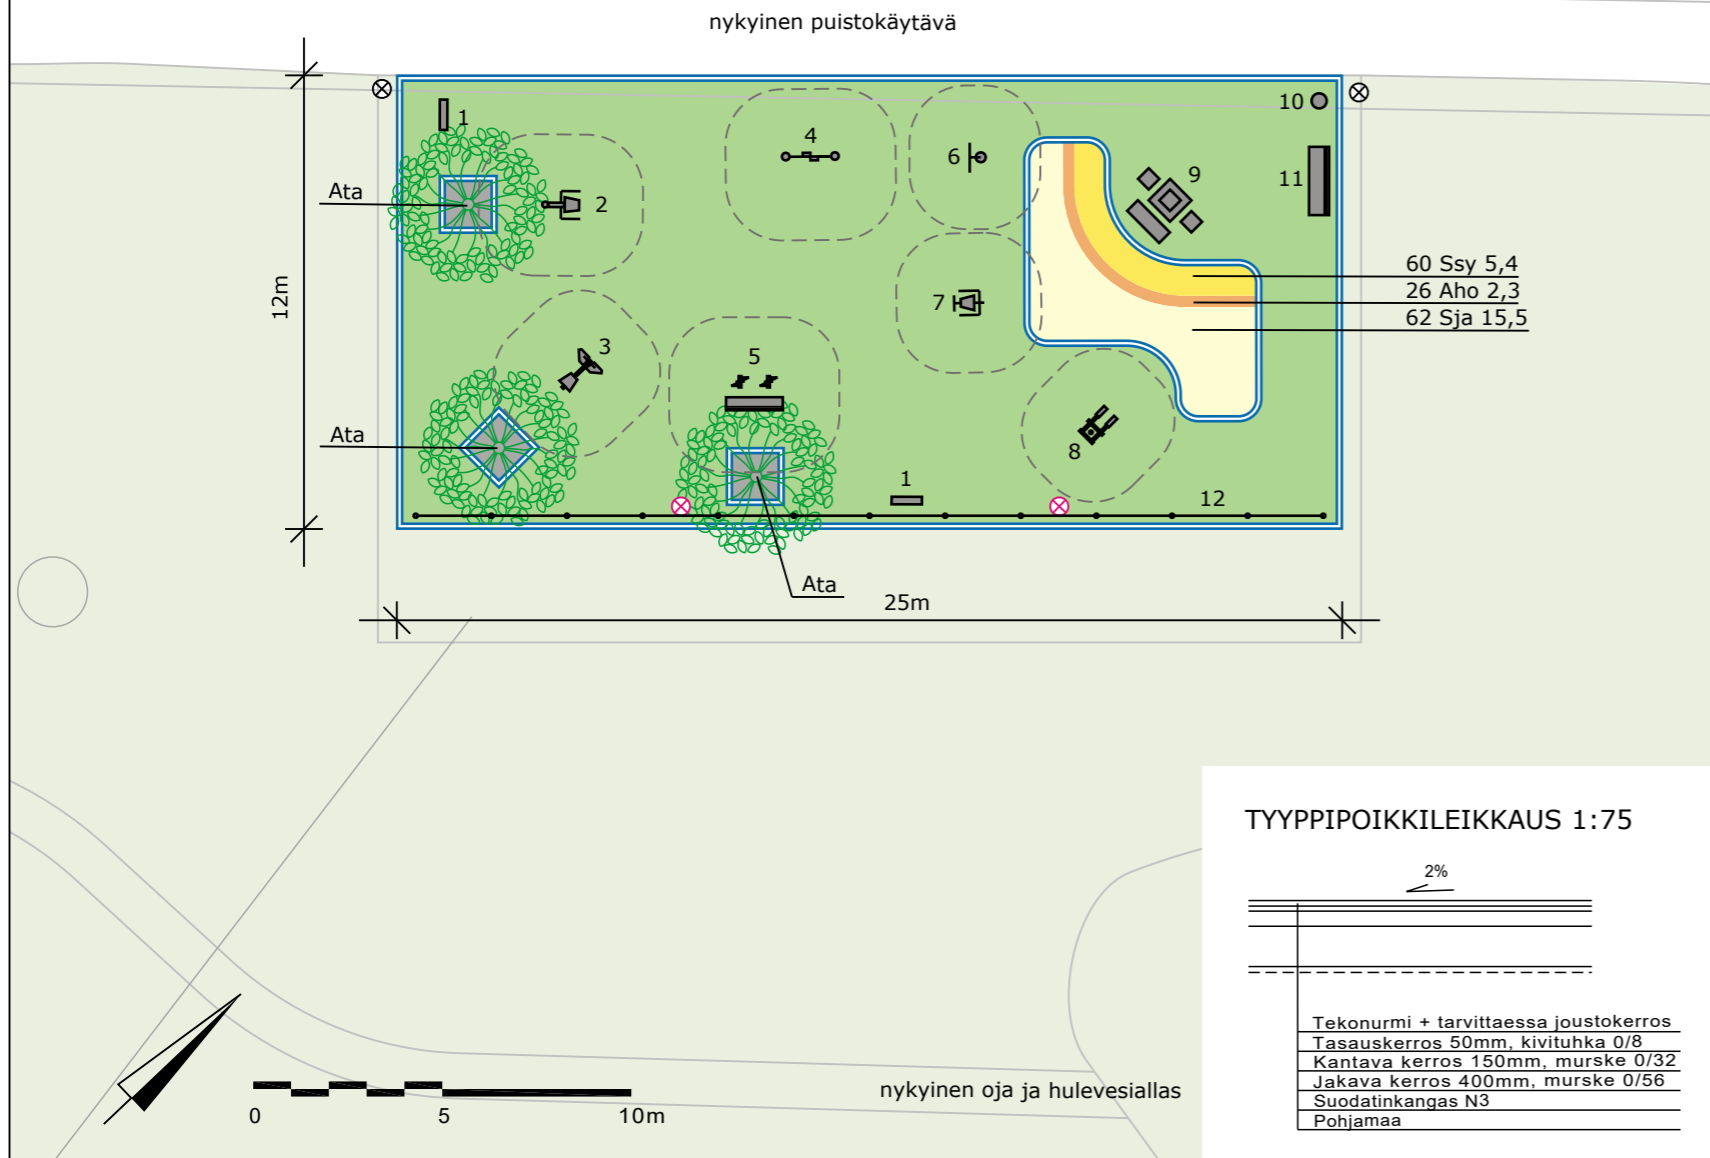 nykyinen puistokäytävä
1
4
6
10
Ata
2
9
11
12m
7
60 Ssy 5,4
26 Aho 2,3
62 Sja 15,5
3
5
Ata
8
1
12
Ata
25m
TYYPPIPOIKKILEIKKAUS 1:75
2%
Tekonurmi + tarvittaessa joustokerros
Tasauskerros 50mm, kivituhka 0/8
Kantava kerros 150mm, murske 0/32
Jakava kerros 400mm, murske 0/56
Suodatinkangas N3
Pohjamaa
nykyinen oja ja hulevesiallas
0 5 10m